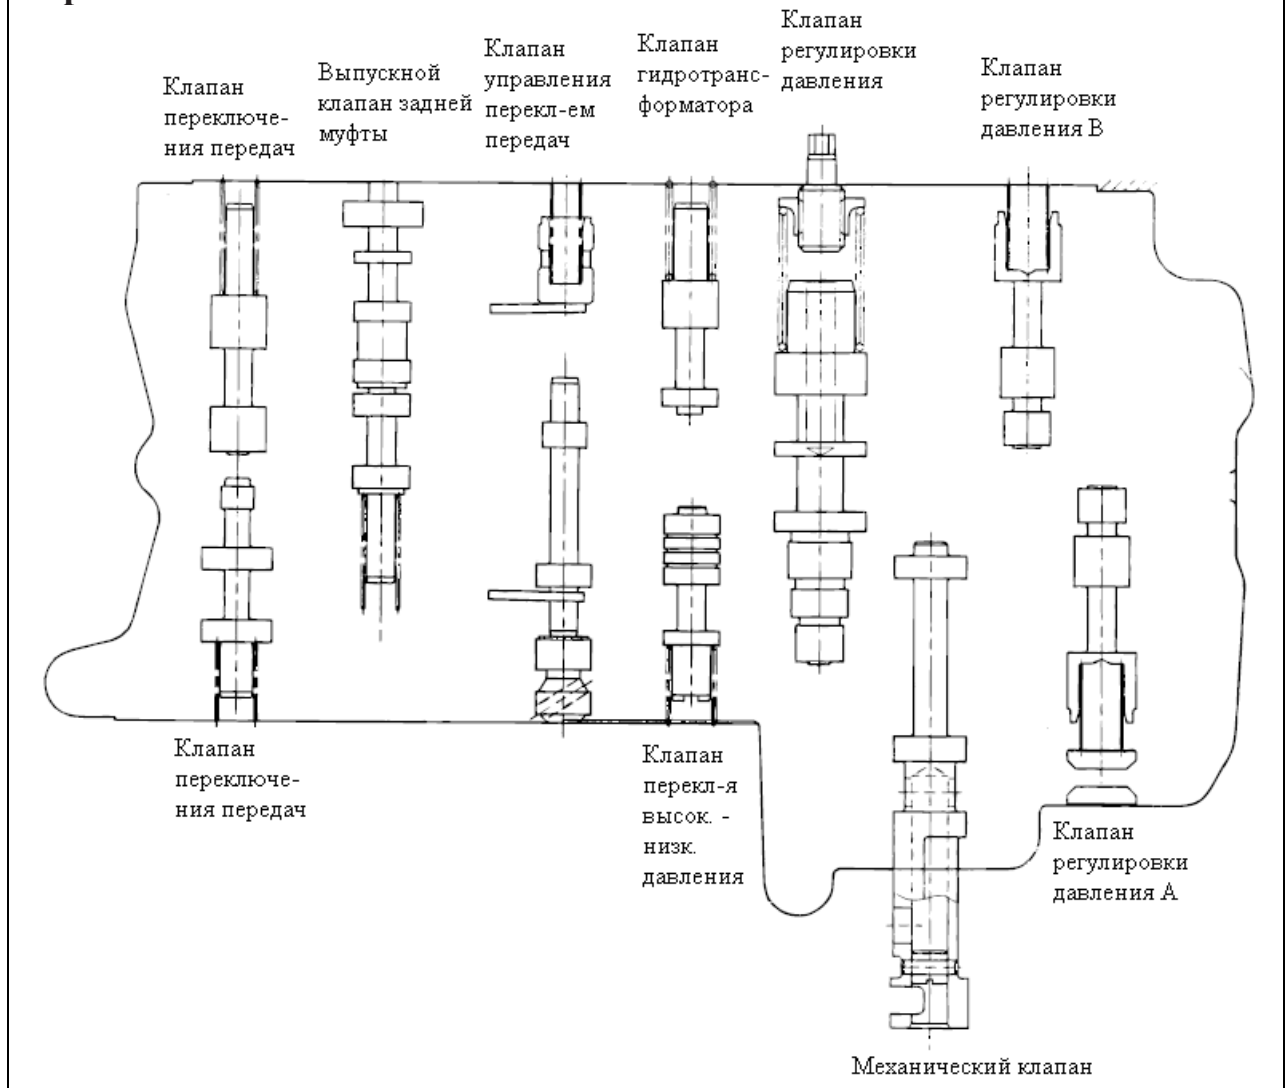 Клапан
переключе-
ния передач
Выпускной
клапан задней
муфты
Клапан
управления
перекл-ем
передач
Клапан
гидротранс-
форматора
Клапан
регулировки
давления
Клапан
регулировки
давления В
Клапан
переключе-
ния передач
Клапан
перекл-я
высок. -
низк.
давления
Клапан
регулировки
давления А
Механический клапан